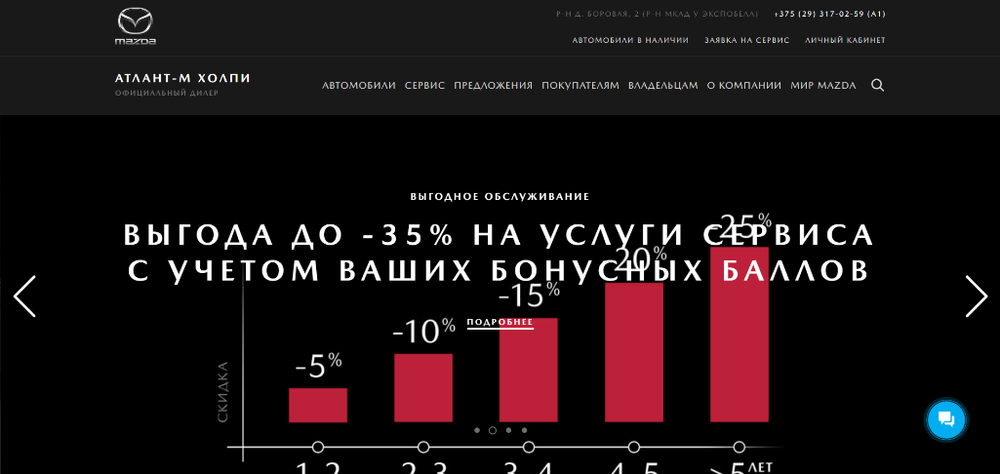 Р-Н Д. БОРОВАЯ, 2 (Р-Н МКАД У ЭКСПОБЕЛА) +375 (29) 317-02-59 (A1)
mazda
АВТОМОБИЛИ В НАЛИЧИИ ЗАЯВКА НА СЕРВИС ЛИЧНЫЙ КАБИНЕТ
АТЛАНТ-М ХОЛПИ
ОФИЦИАЛЬНЫЙ ДИЛЕР
АВТОМОБИЛИ СЕРВИС ПРЕДЛОЖЕНИЯ ПОКУПАТЕЛЯМ ВЛАДЕЛЬЦАМ О КОМПАНИИ МИР MAZDA
ВЫГОДНОЕ ОБСЛУЖИВАНИЕ
ВЫГОДА ДО -35% НА УСЛУГИ СЕРВИСА
С УЧЕТОМ ВАШИХ БОНУСНЫХ БАЛЛОВ
ПОДРОБНЕЕ
-25%
-20%
-15%
-10%
-5%
СКИДКА
1-2 2-3 3-4 4-5 >5 ЛЕТ